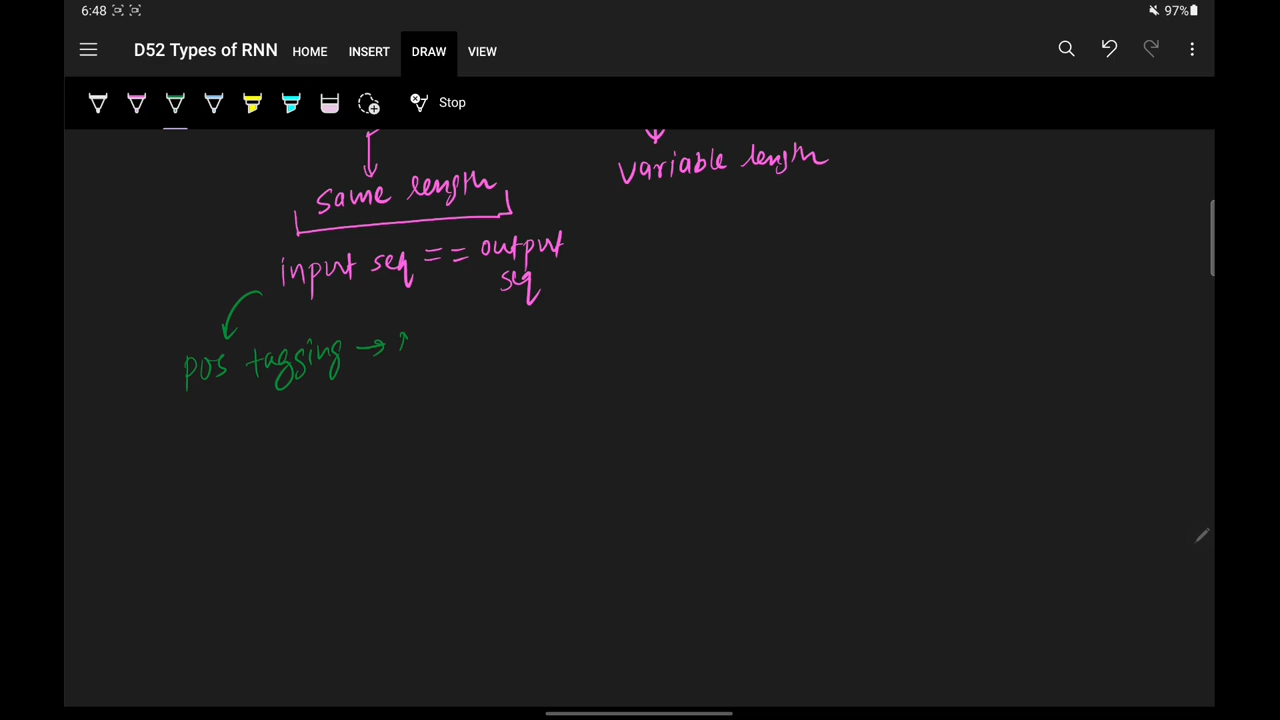 6:48 97%
D52 Types of RNN HOME INSERT DRAW VIEW
Stop
same length
variable length
input seq == output
seq
POS tagging →